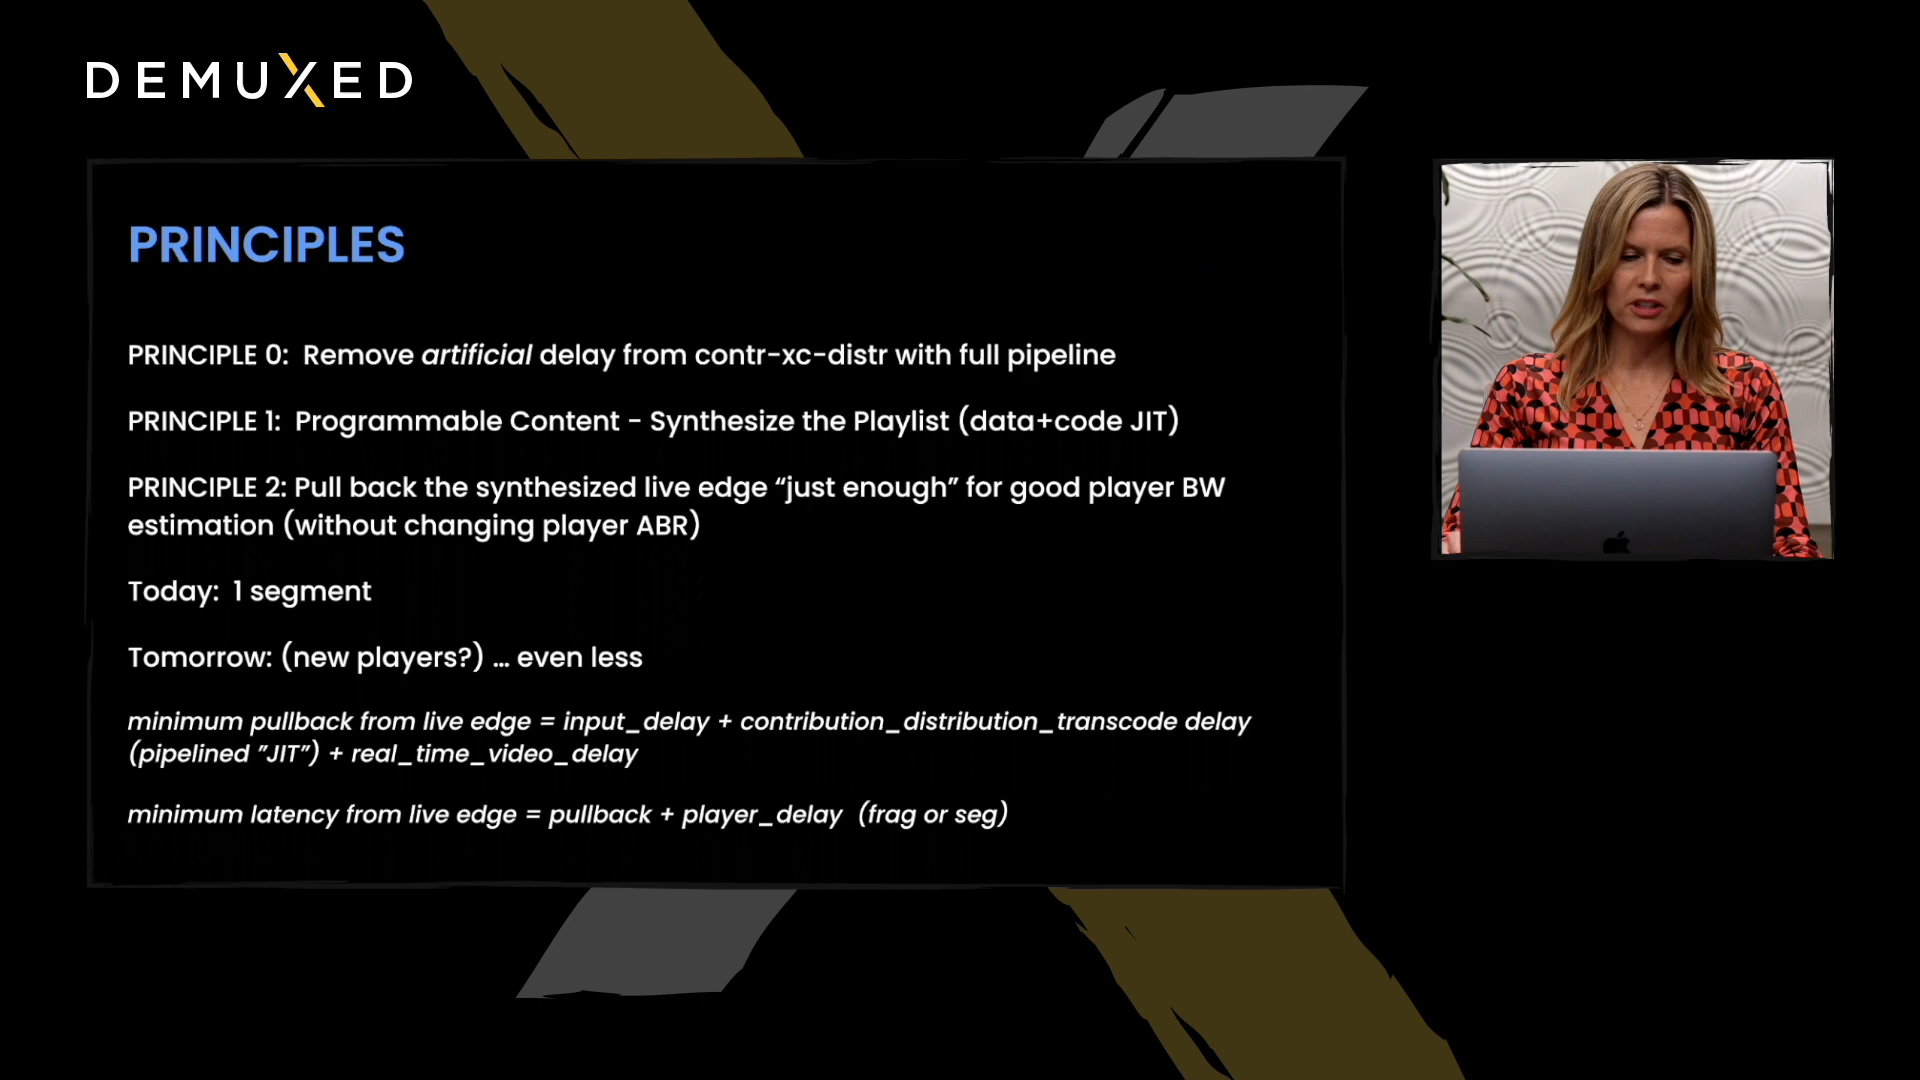 DEMUXED
PRINCIPLES
PRINCIPLE 0:  Remove artificial delay from contr-xc-distr with full pipeline
PRINCIPLE 1:  Programmable Content - Synthesize the Playlist (data+code JIT)
PRINCIPLE 2: Pull back the synthesized live edge “just enough” for good player BW
estimation (without changing player ABR)
Today:  1 segment
Tomorrow: (new players?) … even less
minimum pullback from live edge = input_delay + contribution_distribution_transcode delay
(pipelined ”JIT”) + real_time_video_delay
minimum latency from live edge = pullback + player_delay  (frag or seg)